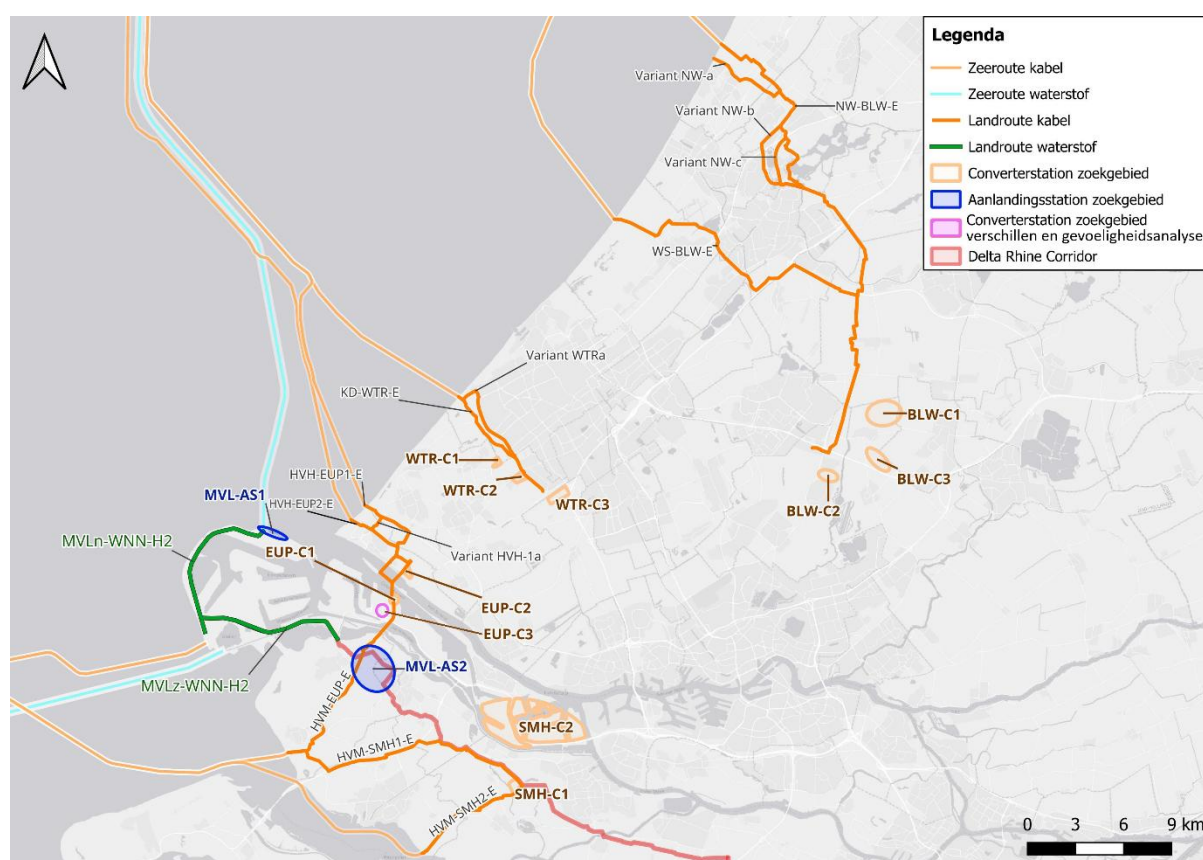 Legenda
Zeeroute kabel
Zeeroute waterstof
Landroute kabel
Landroute waterstof
Converterstation zoekgebied
Aanlandingsstation zoekgebied
Converterstation zoekgebied
verschillen en gevoeligheidsanalyse
Delta Rhine Corridor
Variant NW-a
Variant NW-b
NW-BLW-E
Variant NW-c
WS-BLW-E
Variant WTRa
KD-WTR-E
BLW-C1
WTR-C1
BLW-C3
HVH-EUP1-E
WTR-C2
MVL-AS1
HVH-EUP2-E
WTR-C3
BLW-C2
MVLn-WNN-H2
EUP-C1
Variant HVH-1a
EUP-C2
EUP-C3
MVL-AS2
MVLz-WNN-H2
HVM-EUP-E
SMH-C2
HVM-SMH1-E
SMH-C1
HVM-SMH2-E
0 3 6 9 km